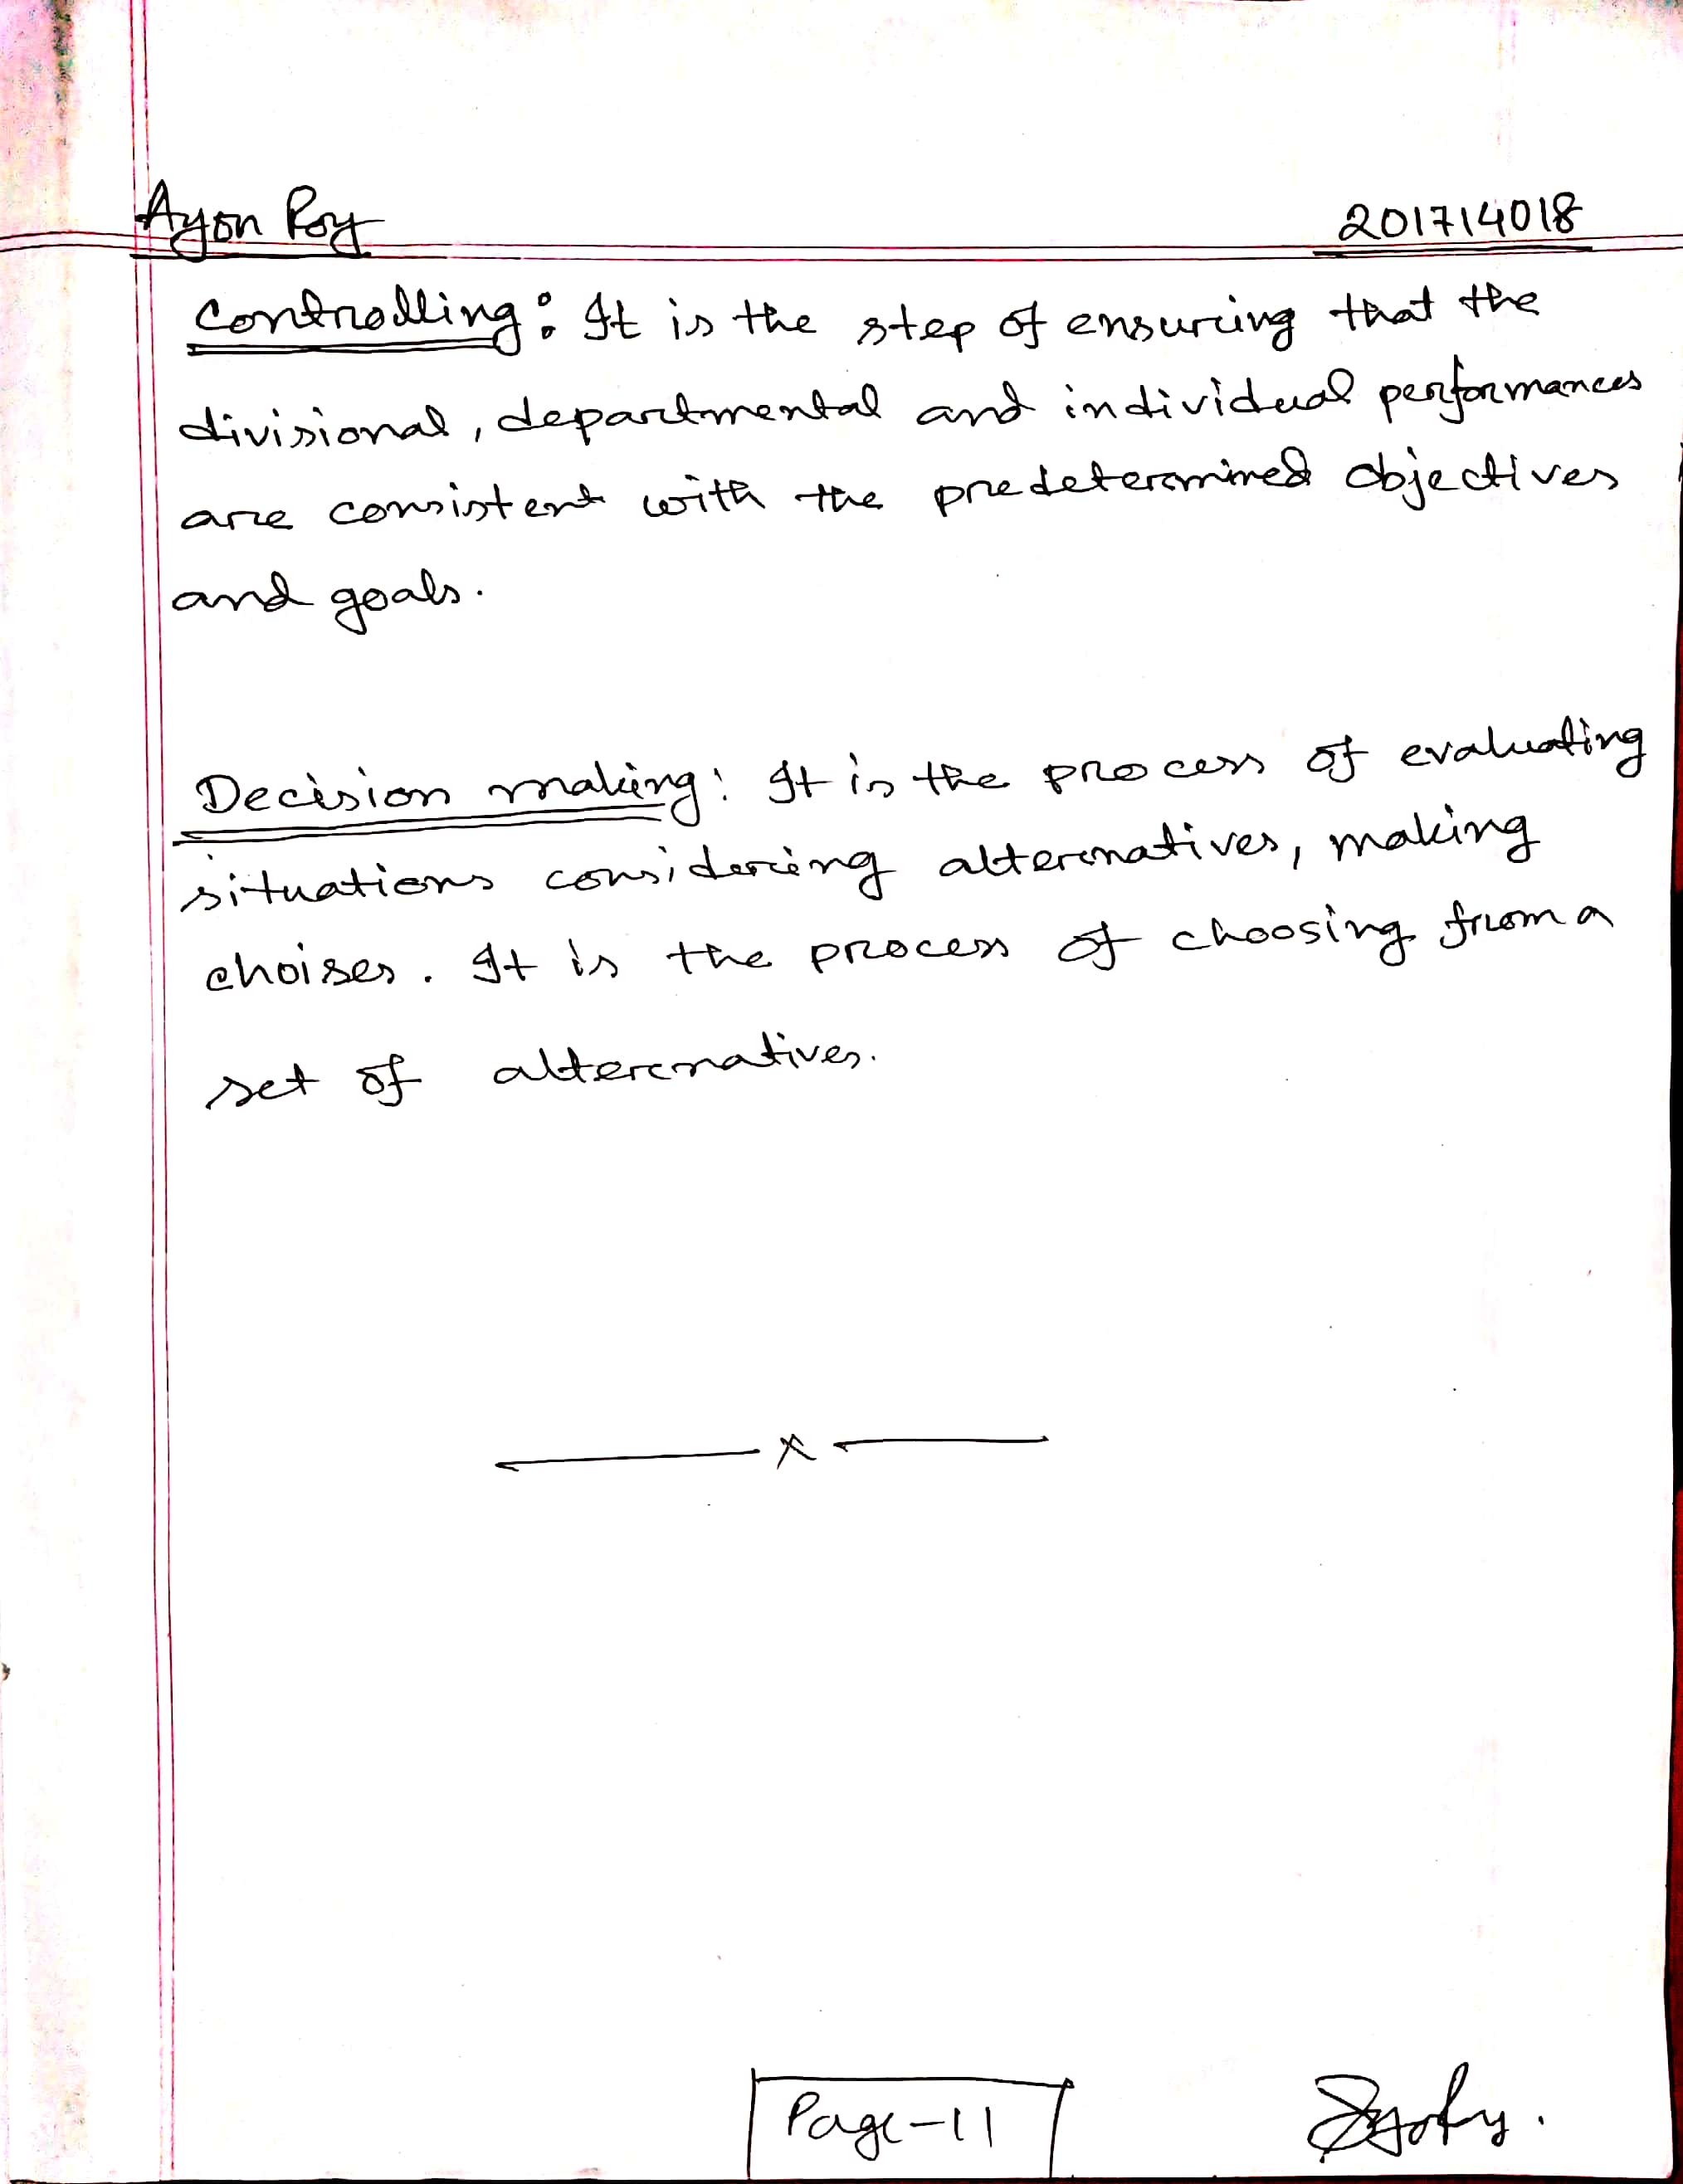 Ayon Roy 201714018
Controlling: It is the step of ensuring that the
divisional, departmental and individual performances
are consistent with the predetermined objectives
and goals.
Decision making: It is the process of evaluating
situations considering alternatives, making
choises. It is the process of choosing from a
set of alternatives.
x
Page-11